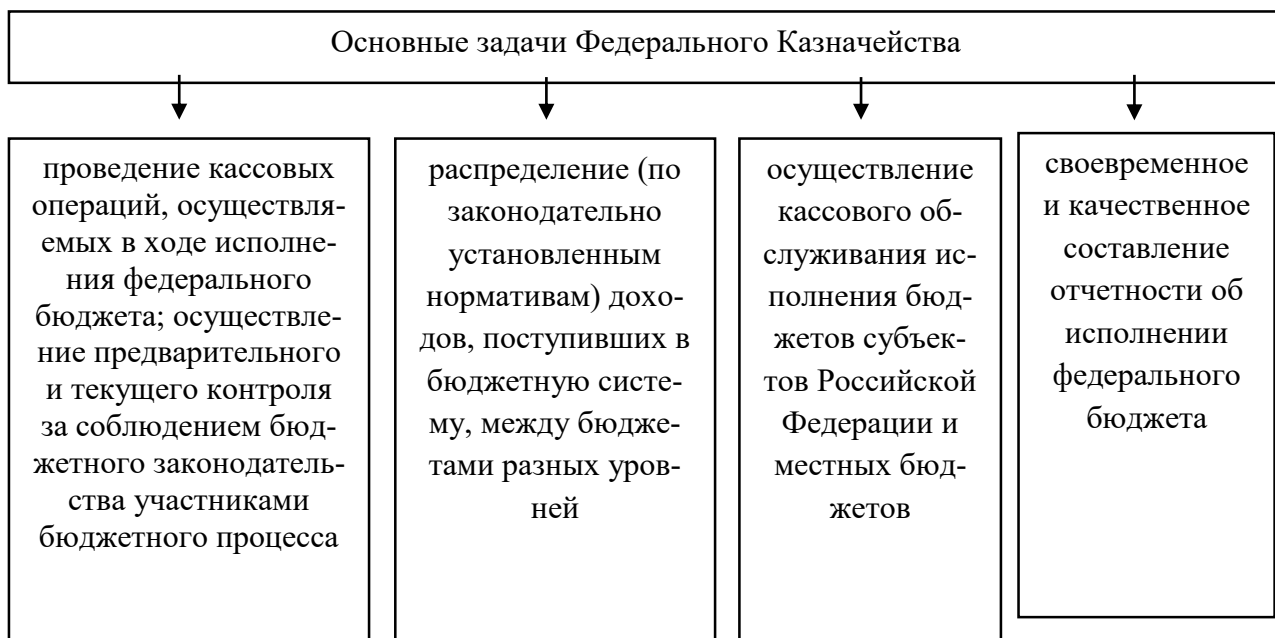 Основные задачи Федерального Казначейства
проведение кассовых
операций, осуществля-
емых в ходе исполне-
ния федерального
бюджета; осуществле-
ние предварительного
и текущего контроля
за соблюдением бюд-
жетного законодатель-
ства участниками
бюджетного процесса
распределение (по
законодательно
установленным
нормативам) дохо-
дов, поступивших в
бюджетную систе-
му, между бюдже-
тами разных уров-
ней
осуществление
кассового об-
служивания ис-
полнения бюд-
жетов субъек-
тов Российской
Федерации и
местных бюд-
жетов
своевременное
и качественное
составление
отчетности об
исполнении
федерального
бюджета